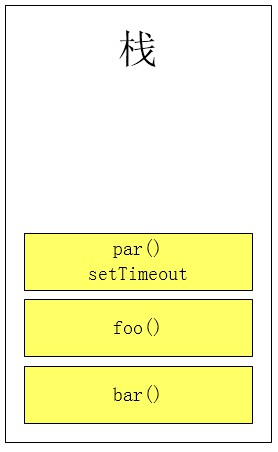 栈
par()
setTimeout
foo()
bar()